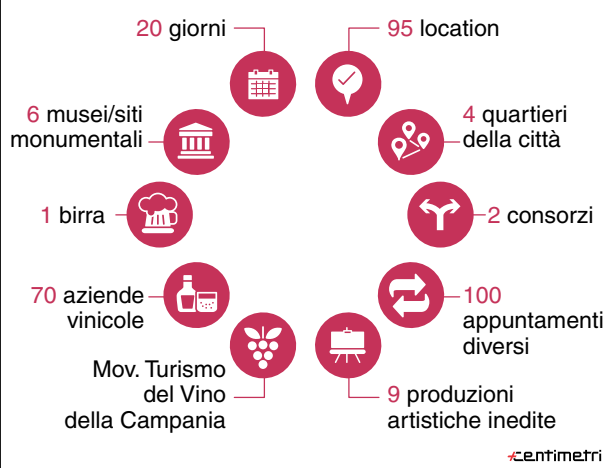 20 giorni
95 location
6 musei/siti
monumentali
4 quartieri
della città
1 birra
2 consorzi
70 aziende
vinicole
100
appuntamenti
diversi
Mov. Turismo
del Vino
della Campania
9 produzioni
artistiche inedite
centimetri